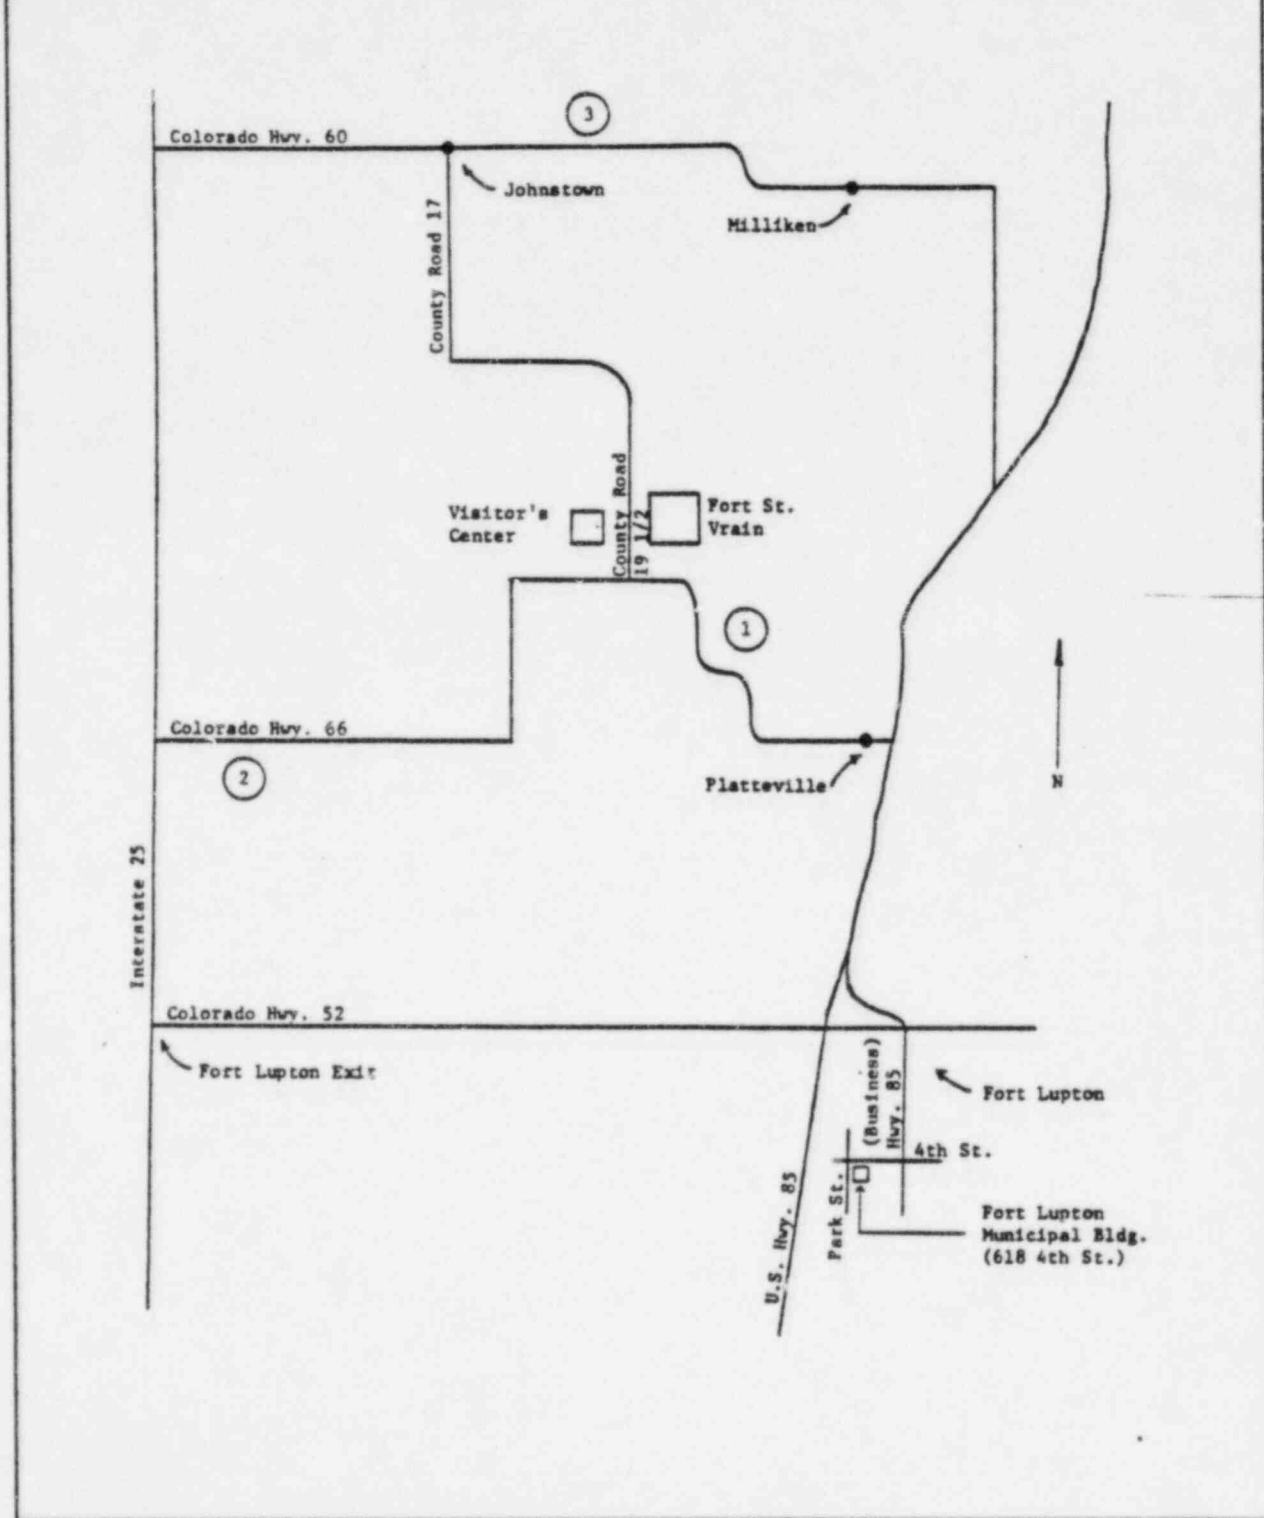 3
Colorado Hwy. 60
Johnstown
Milliken
County Road 17
Visitor's
Center
County Road
19 1/2
Fort St.
Vrain
1
Colorado Hwy. 66
2
Platteville
N
Interstate 25
Colorado Hwy. 52
Fort Lupton Exit
(Business)
Hwy. 85
Fort Lupton
4th St.
Park St.
U.S. Hwy. 85
Fort Lupton
Municipal Bldg.
(618 4th St.)